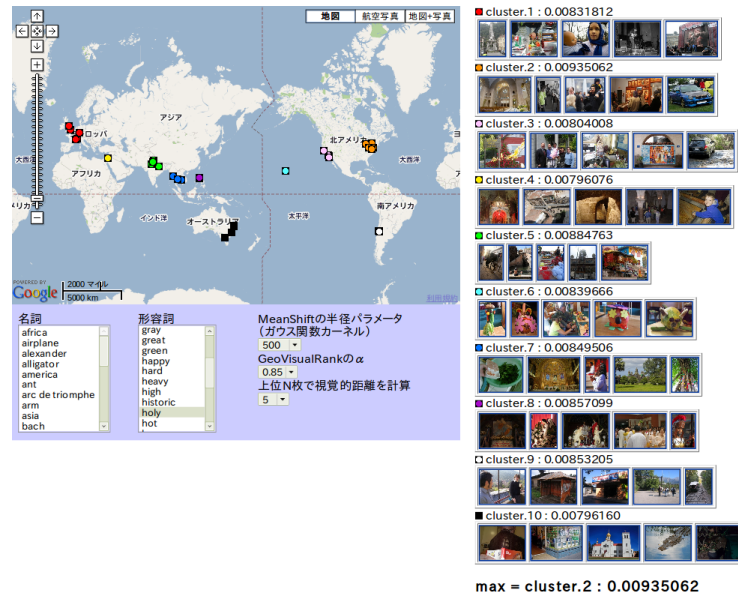 地図
航空写真
地図+写真
アジア
ロッパ
北アメリカ
大西洋
アフリカ
インド洋
太平洋
オーストラリア
南アメリカ
POWERED BY
Google
2000 マイル
5000 km
利用規約
名詞
africa
airplane
alexander
alligator
america
ant
arc de triomphe
arm
asia
bach
形容詞
gray
great
green
happy
hard
heavy
high
historic
holy
hot
MeanShiftの半径パラメータ
(ガウス関数カーネル)
500
GeoVisualRankのα
0.85
上位N枚で視覚的距離を計算
5
cluster.1 : 0.00831812
cluster.2 : 0.00935062
cluster.3 : 0.00804008
cluster.4 : 0.00796076
cluster.5 : 0.00884763
cluster.6 : 0.00839666
cluster.7 : 0.00849506
cluster.8 : 0.00857099
cluster.9 : 0.00853205
cluster.10 : 0.00796160
max = cluster.2 : 0.00935062